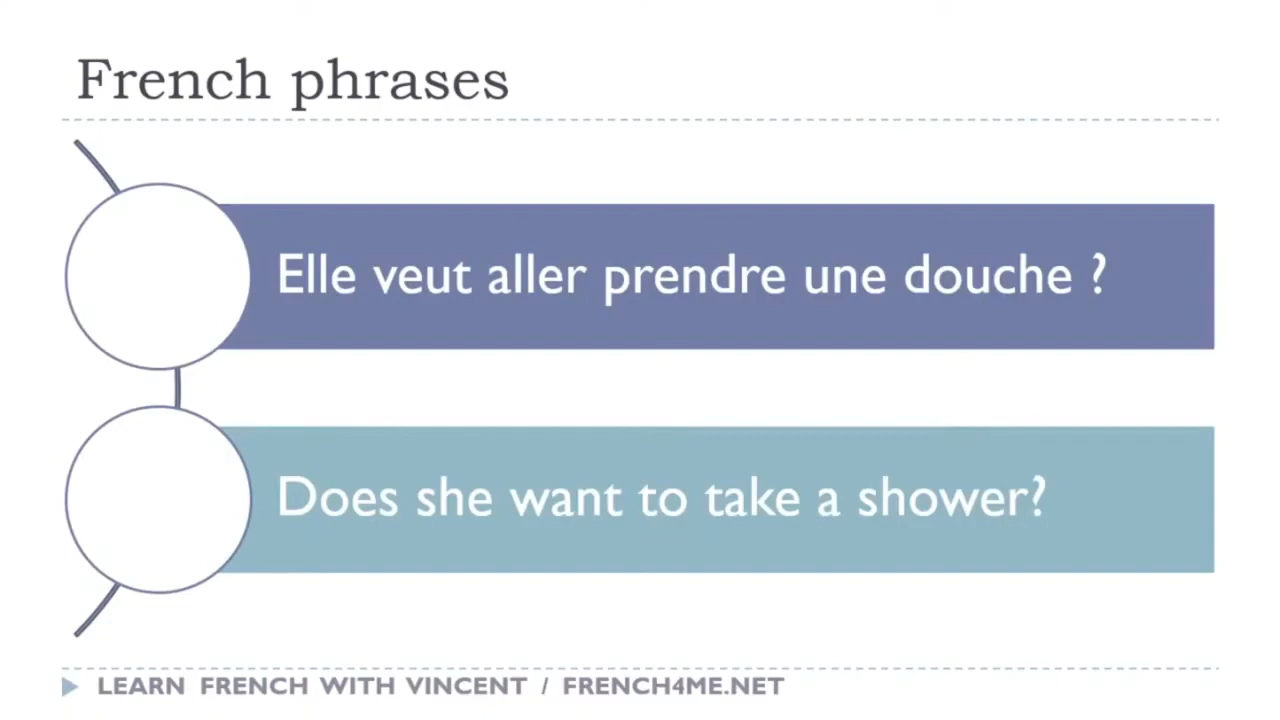 French phrases
Elle veut aller prendre une douche ?
Does she want to take a shower?
LEARN FRENCH WITH VINCENT / FRENCH4ME.NET